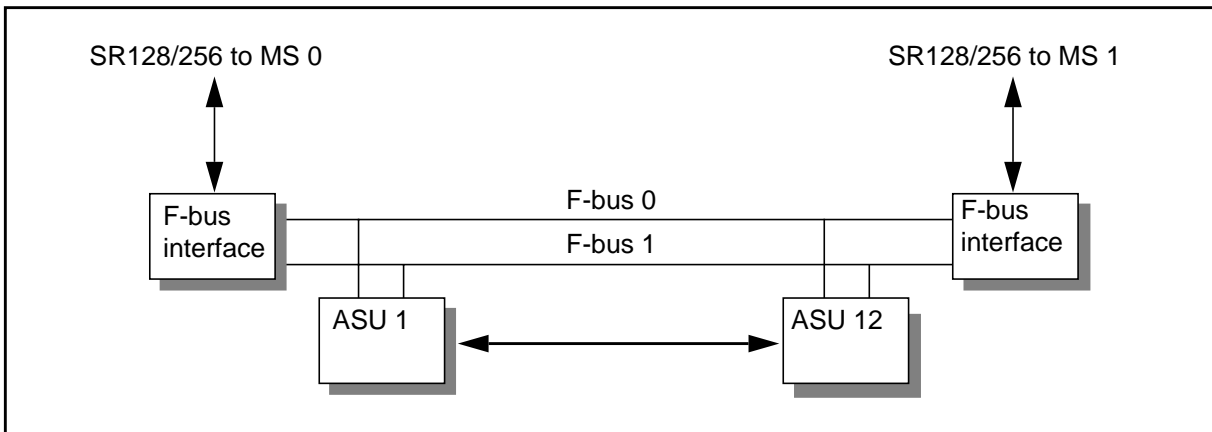 SR128/256 to MS 0
SR128/256 to MS 1
F-bus
interface
F-bus 0
F-bus 1
F-bus
interface
ASU 1
ASU 12